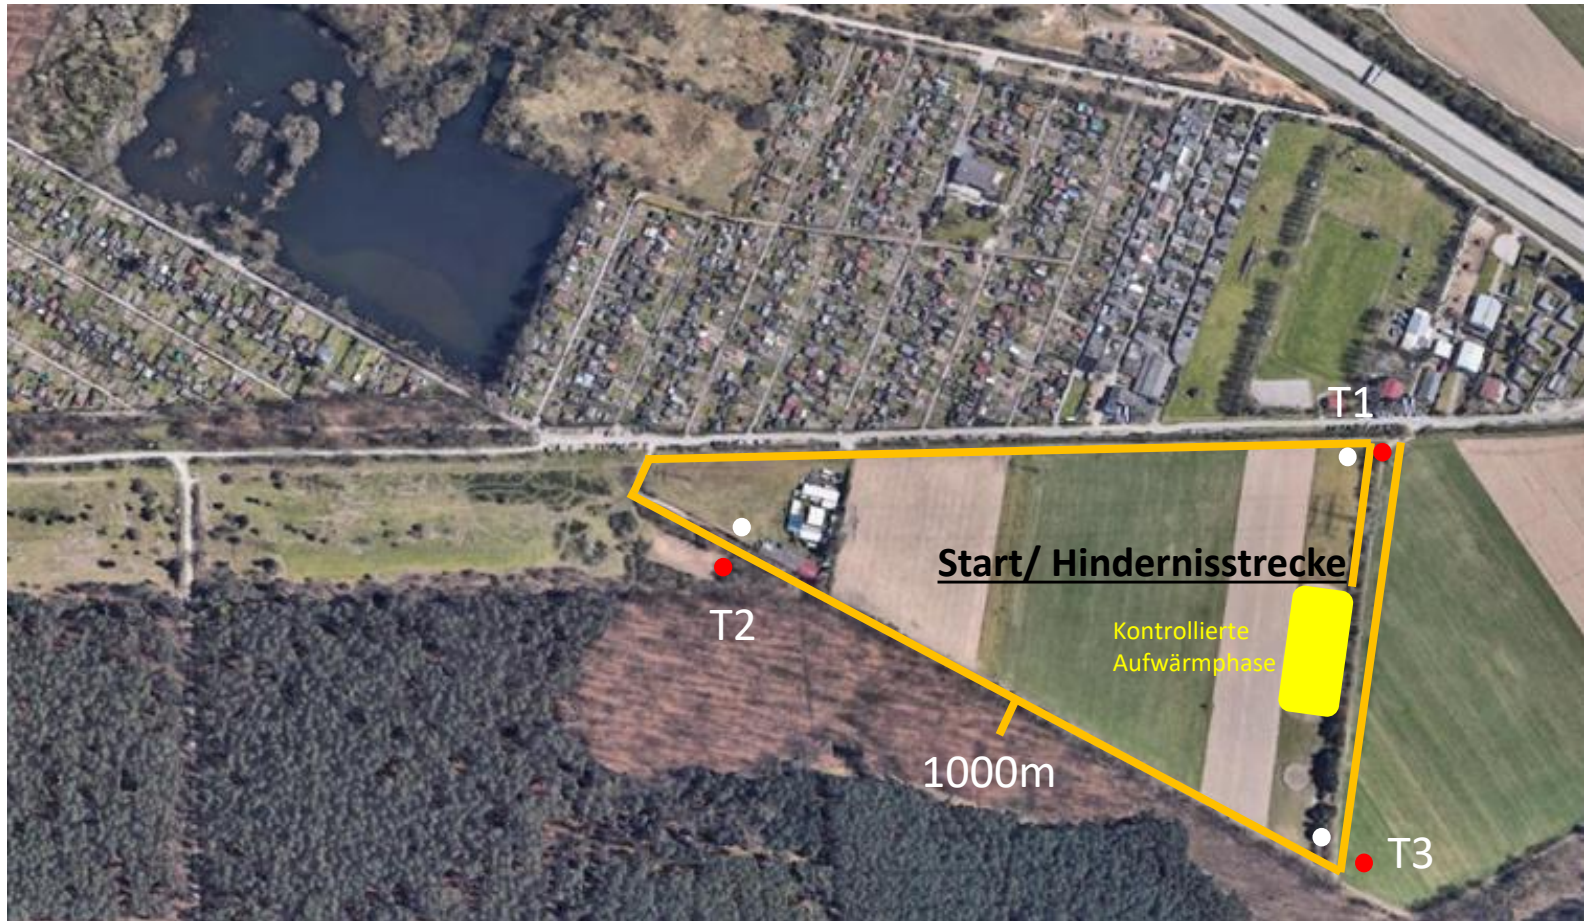 T1
Start/ Hindernisstrecke
T2
Kontrollierte
Aufwärmphase
1000m
T3